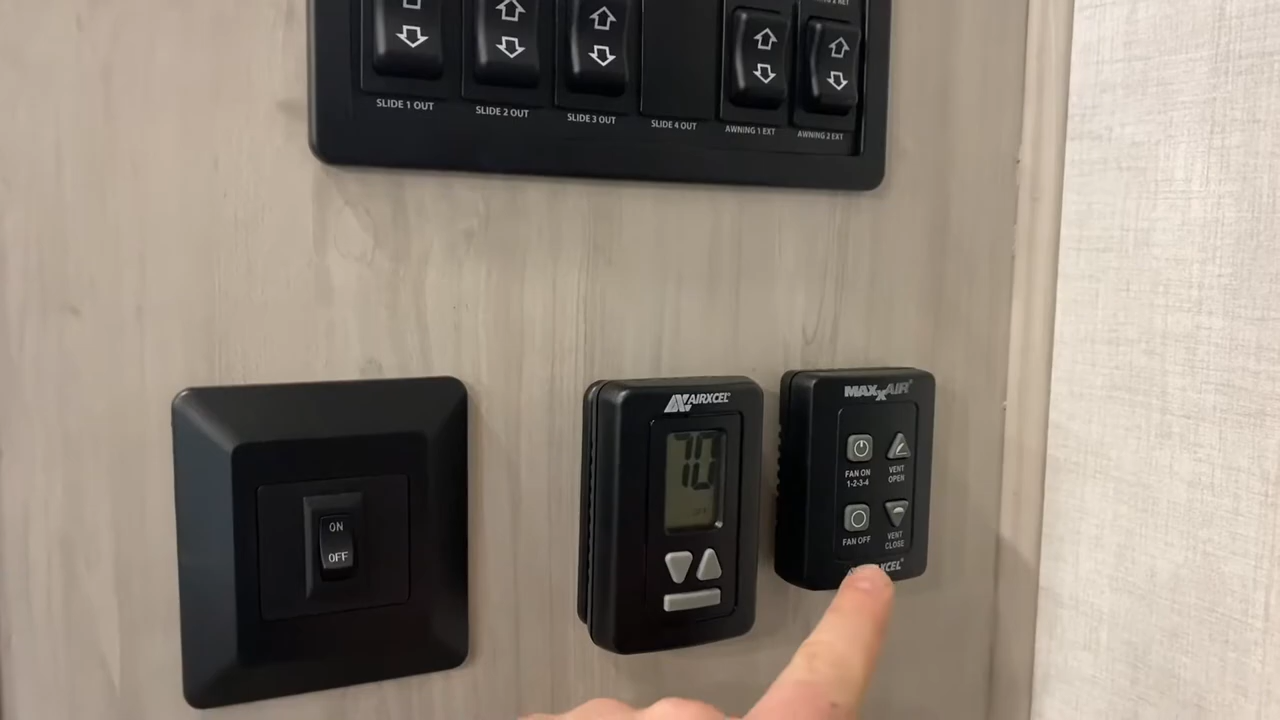 SLIDE 1 OUT
SLIDE 2 OUT
SLIDE 3 OUT
SLIDE 4 OUT
AWNING 1 EXT
AWNING 2 EXT
ON
OFF
AIRXCEL
70
MAXXAIR
FAN ON
1-2-3-4
VENT
OPEN
FAN OFF
VENT
CLOSE